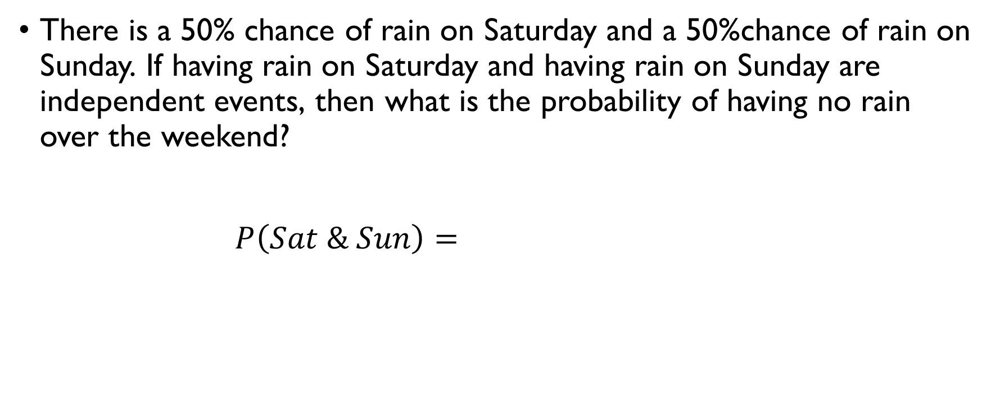 • There is a 50% chance of rain on Saturday and a 50%chance of rain on
Sunday. If having rain on Saturday and having rain on Sunday are
independent events, then what is the probability of having no rain
over the weekend?
P(Sat & Sun) =